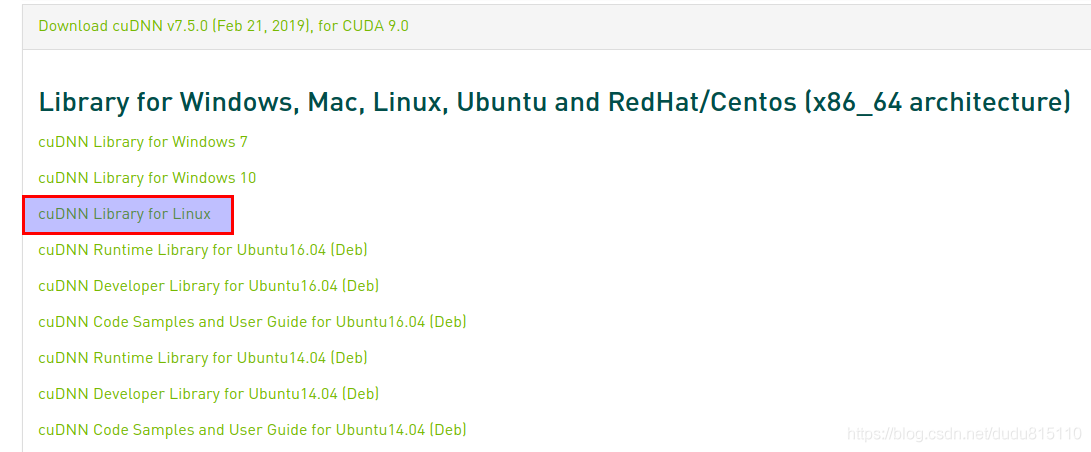 Download cuDNN v7.5.0 (Feb 21, 2019), for CUDA 9.0
Library for Windows, Mac, Linux, Ubuntu and RedHat/Centos (x86_64 architecture)
cuDNN Library for Windows 7
cuDNN Library for Windows 10
cuDNN Library for Linux
cuDNN Runtime Library for Ubuntu16.04 (Deb)
cuDNN Developer Library for Ubuntu16.04 (Deb)
cuDNN Code Samples and User Guide for Ubuntu16.04 (Deb)
cuDNN Runtime Library for Ubuntu14.04 (Deb)
cuDNN Developer Library for Ubuntu14.04 (Deb)
cuDNN Code Samples and User Guide for Ubuntu14.04 (Deb)
https://blog.csdn.net/dudu815110